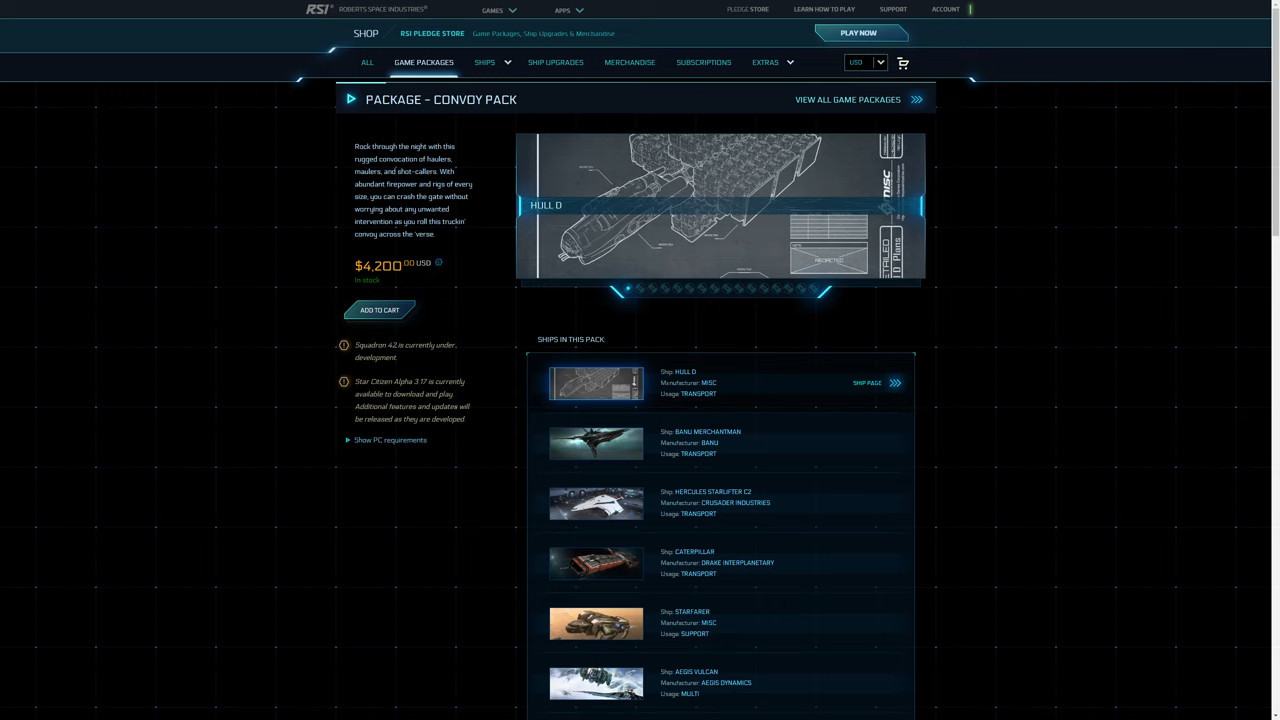 RSI ROBERTS SPACE INDUSTRIES®
GAMES
APPS
PLEDGE STORE
LEARN HOW TO PLAY
SUPPORT
ACCOUNT
SHOP
RSI PLEDGE STORE
Game Packages, Ship Upgrades & Merchandise
PLAY NOW
ALL
GAME PACKAGES
SHIPS
SHIP UPGRADES
MERCHANDISE
SUBSCRIPTIONS
EXTRAS
USD
PACKAGE - CONVOY PACK
VIEW ALL GAME PACKAGES
Rock through the night with this
rugged convocation of haulers,
maulers, and shot-callers. With
abundant firepower and rigs of every
size, you can crash the gate without
worrying about any unwanted
intervention as you roll this truckin'
convoy across the 'verse.
$4,200.00 USD
In stock
ADD TO CART
Squadron 42 is currently under
development.
Star Citizen Alpha 3.17 is currently
available to download and play.
Additional features and updates will
be released as they are developed.
Show PC requirements
HULL D
MISC
REDACTED
D Plans
SHIPS IN THIS PACK:
Ship: HULL D
Manufacturer: MISC
Usage: TRANSPORT
SHIP PAGE
Ship: BANU MERCHANTMAN
Manufacturer: BANU
Usage: TRANSPORT
Ship: HERCULES STARLIFTER C2
Manufacturer: CRUSADER INDUSTRIES
Usage: TRANSPORT
Ship: CATERPILLAR
Manufacturer: DRAKE INTERPLANETARY
Usage: TRANSPORT
Ship: STARFARER
Manufacturer: MISC
Usage: SUPPORT
Ship: AEGIS VULCAN
Manufacturer: AEGIS DYNAMICS
Usage: MULTI